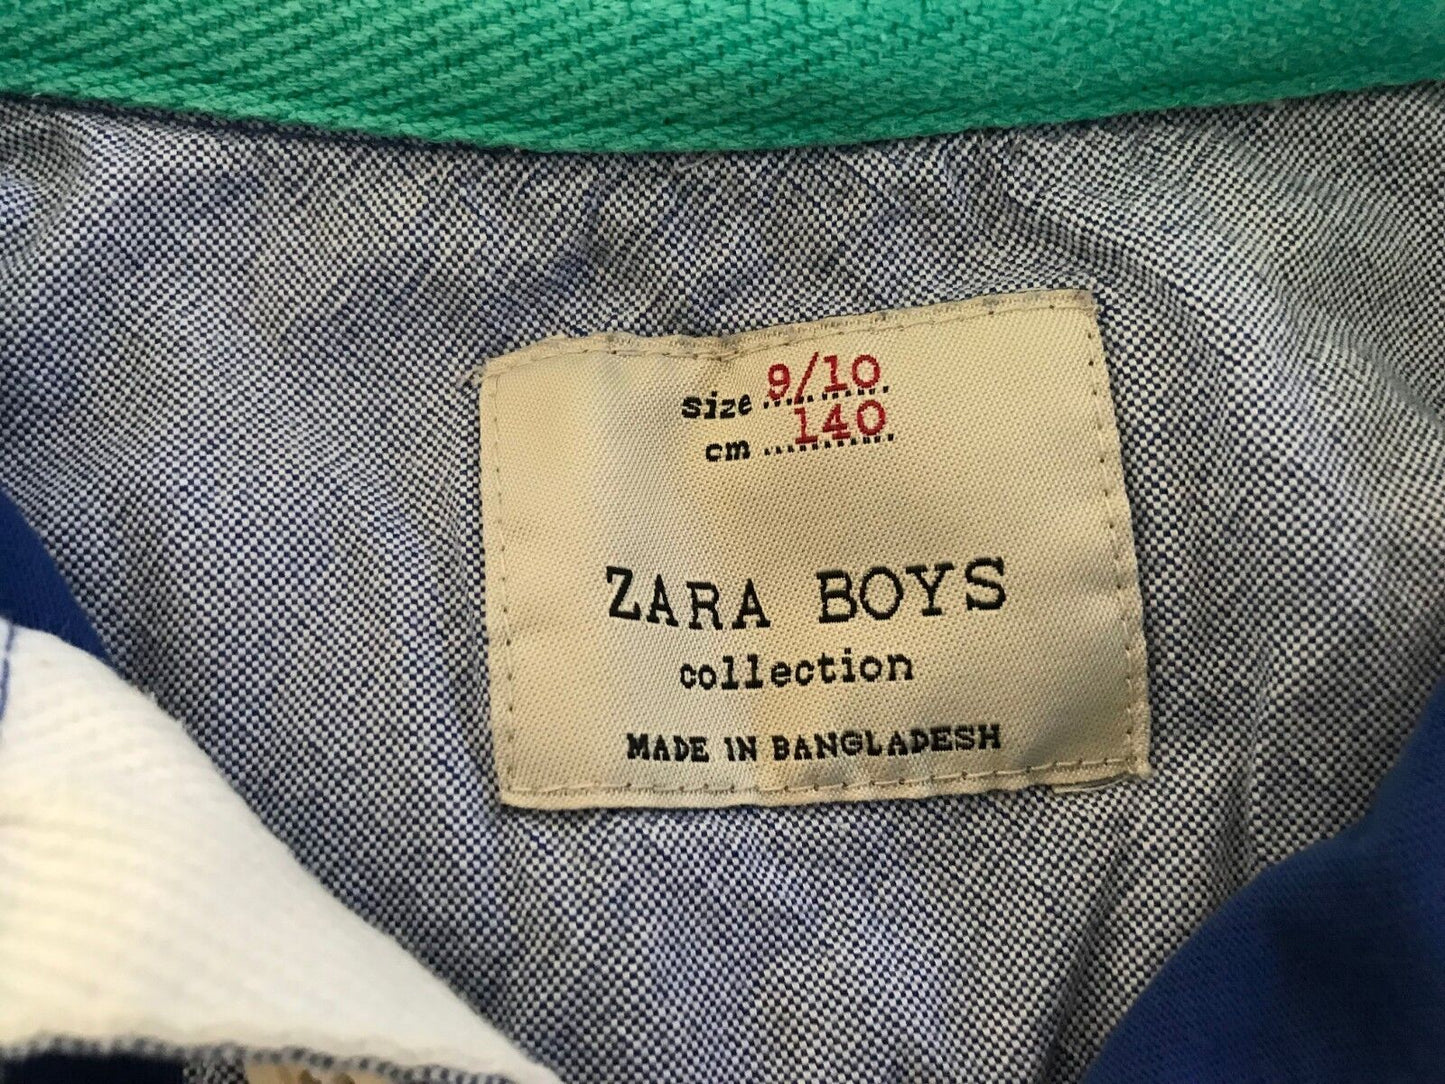 size 9/10
cm 140
ZARA BOYS
collection
MADE IN BANGLADESH